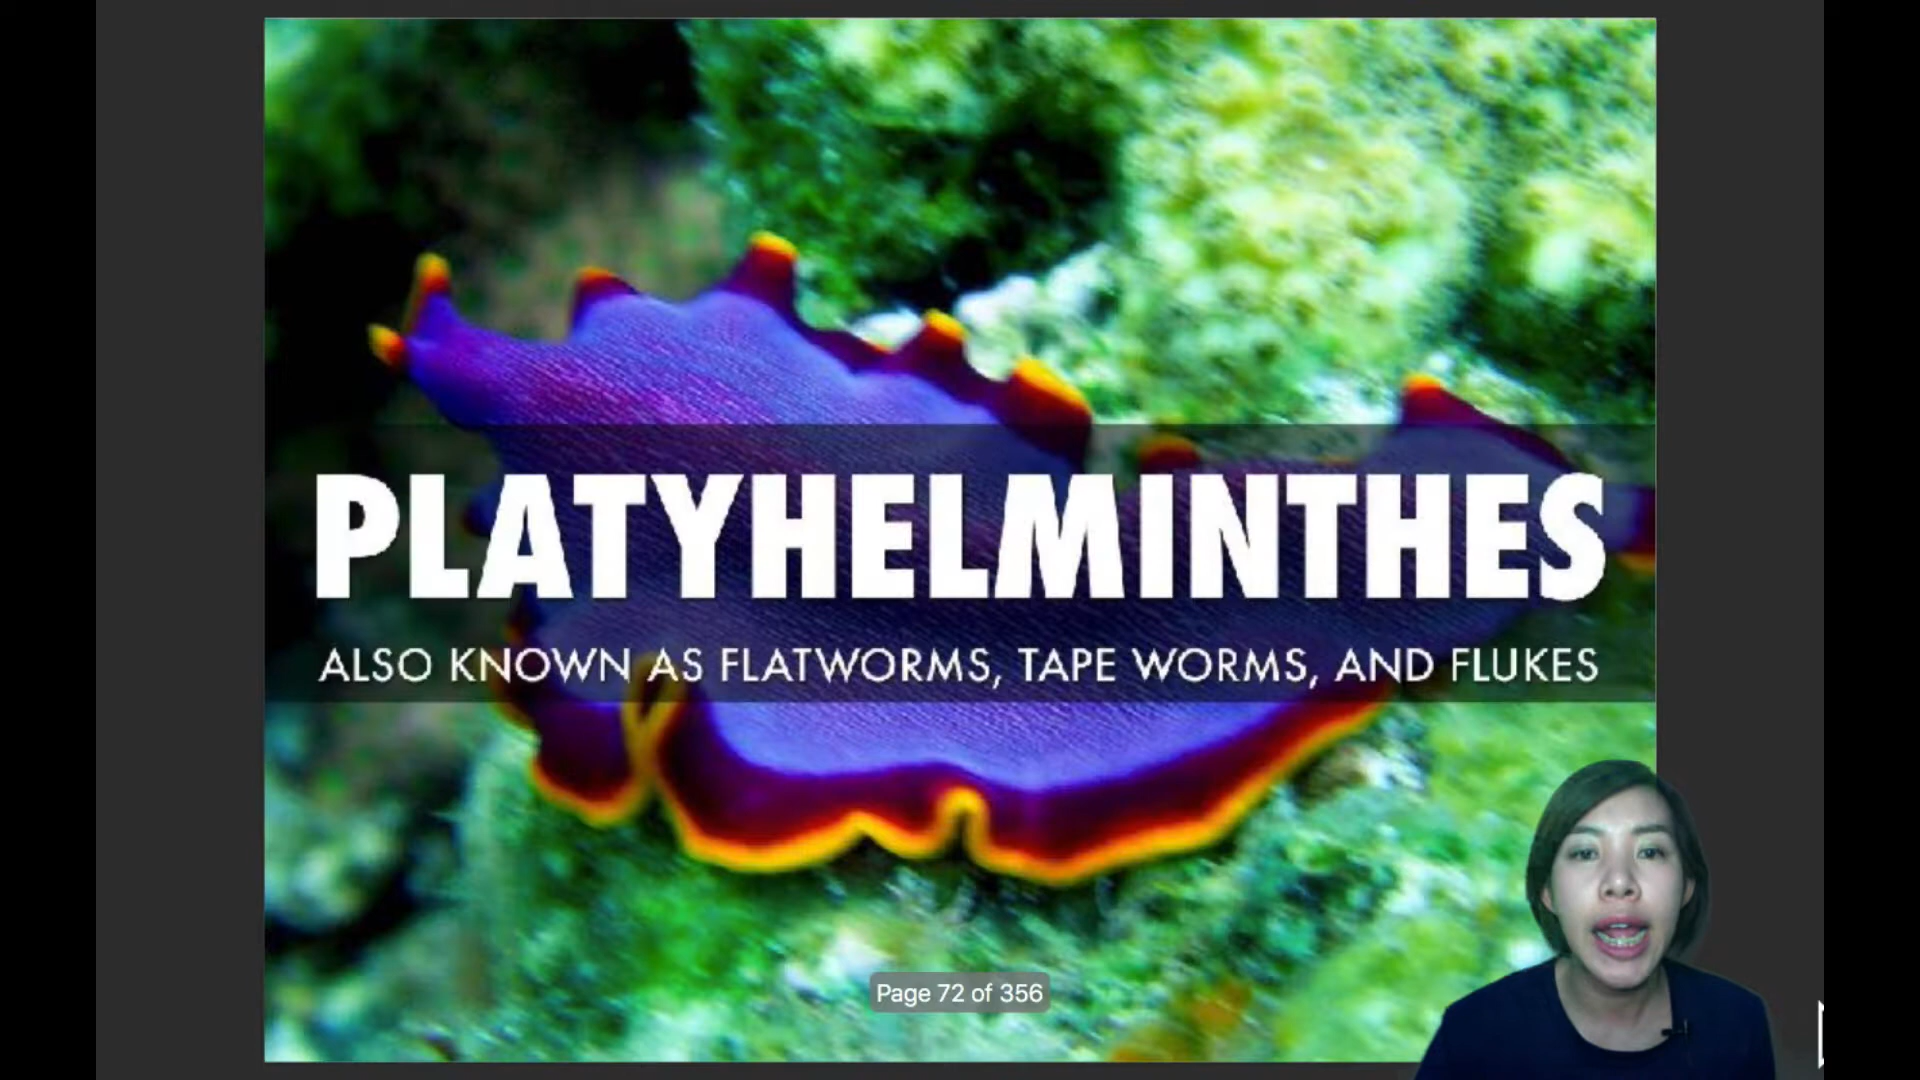 PLATYHELMINTHES
ALSO KNOWN AS FLATWORMS, TAPE WORMS, AND FLUKES
Page 72 of 356